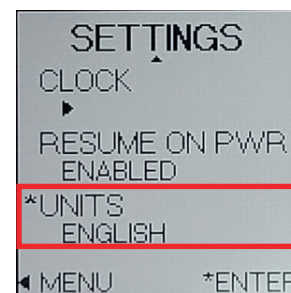 SETTINGS
CLOCK
RESUME ON PWR
ENABLED
*UNITS
ENGLISH
MENU *ENTER